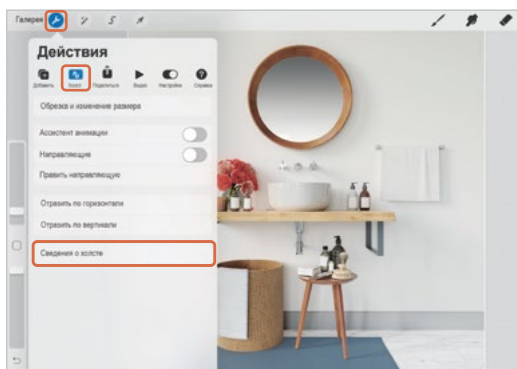 Галерея
Действия
Добавить Холст Поделиться Видео Настройки Справка
Обрезка и изменение размера
Ассистент анимации
Направляющие
Править направляющую
Отразить по горизонтали
Отразить по вертикали
Сведения о холсте